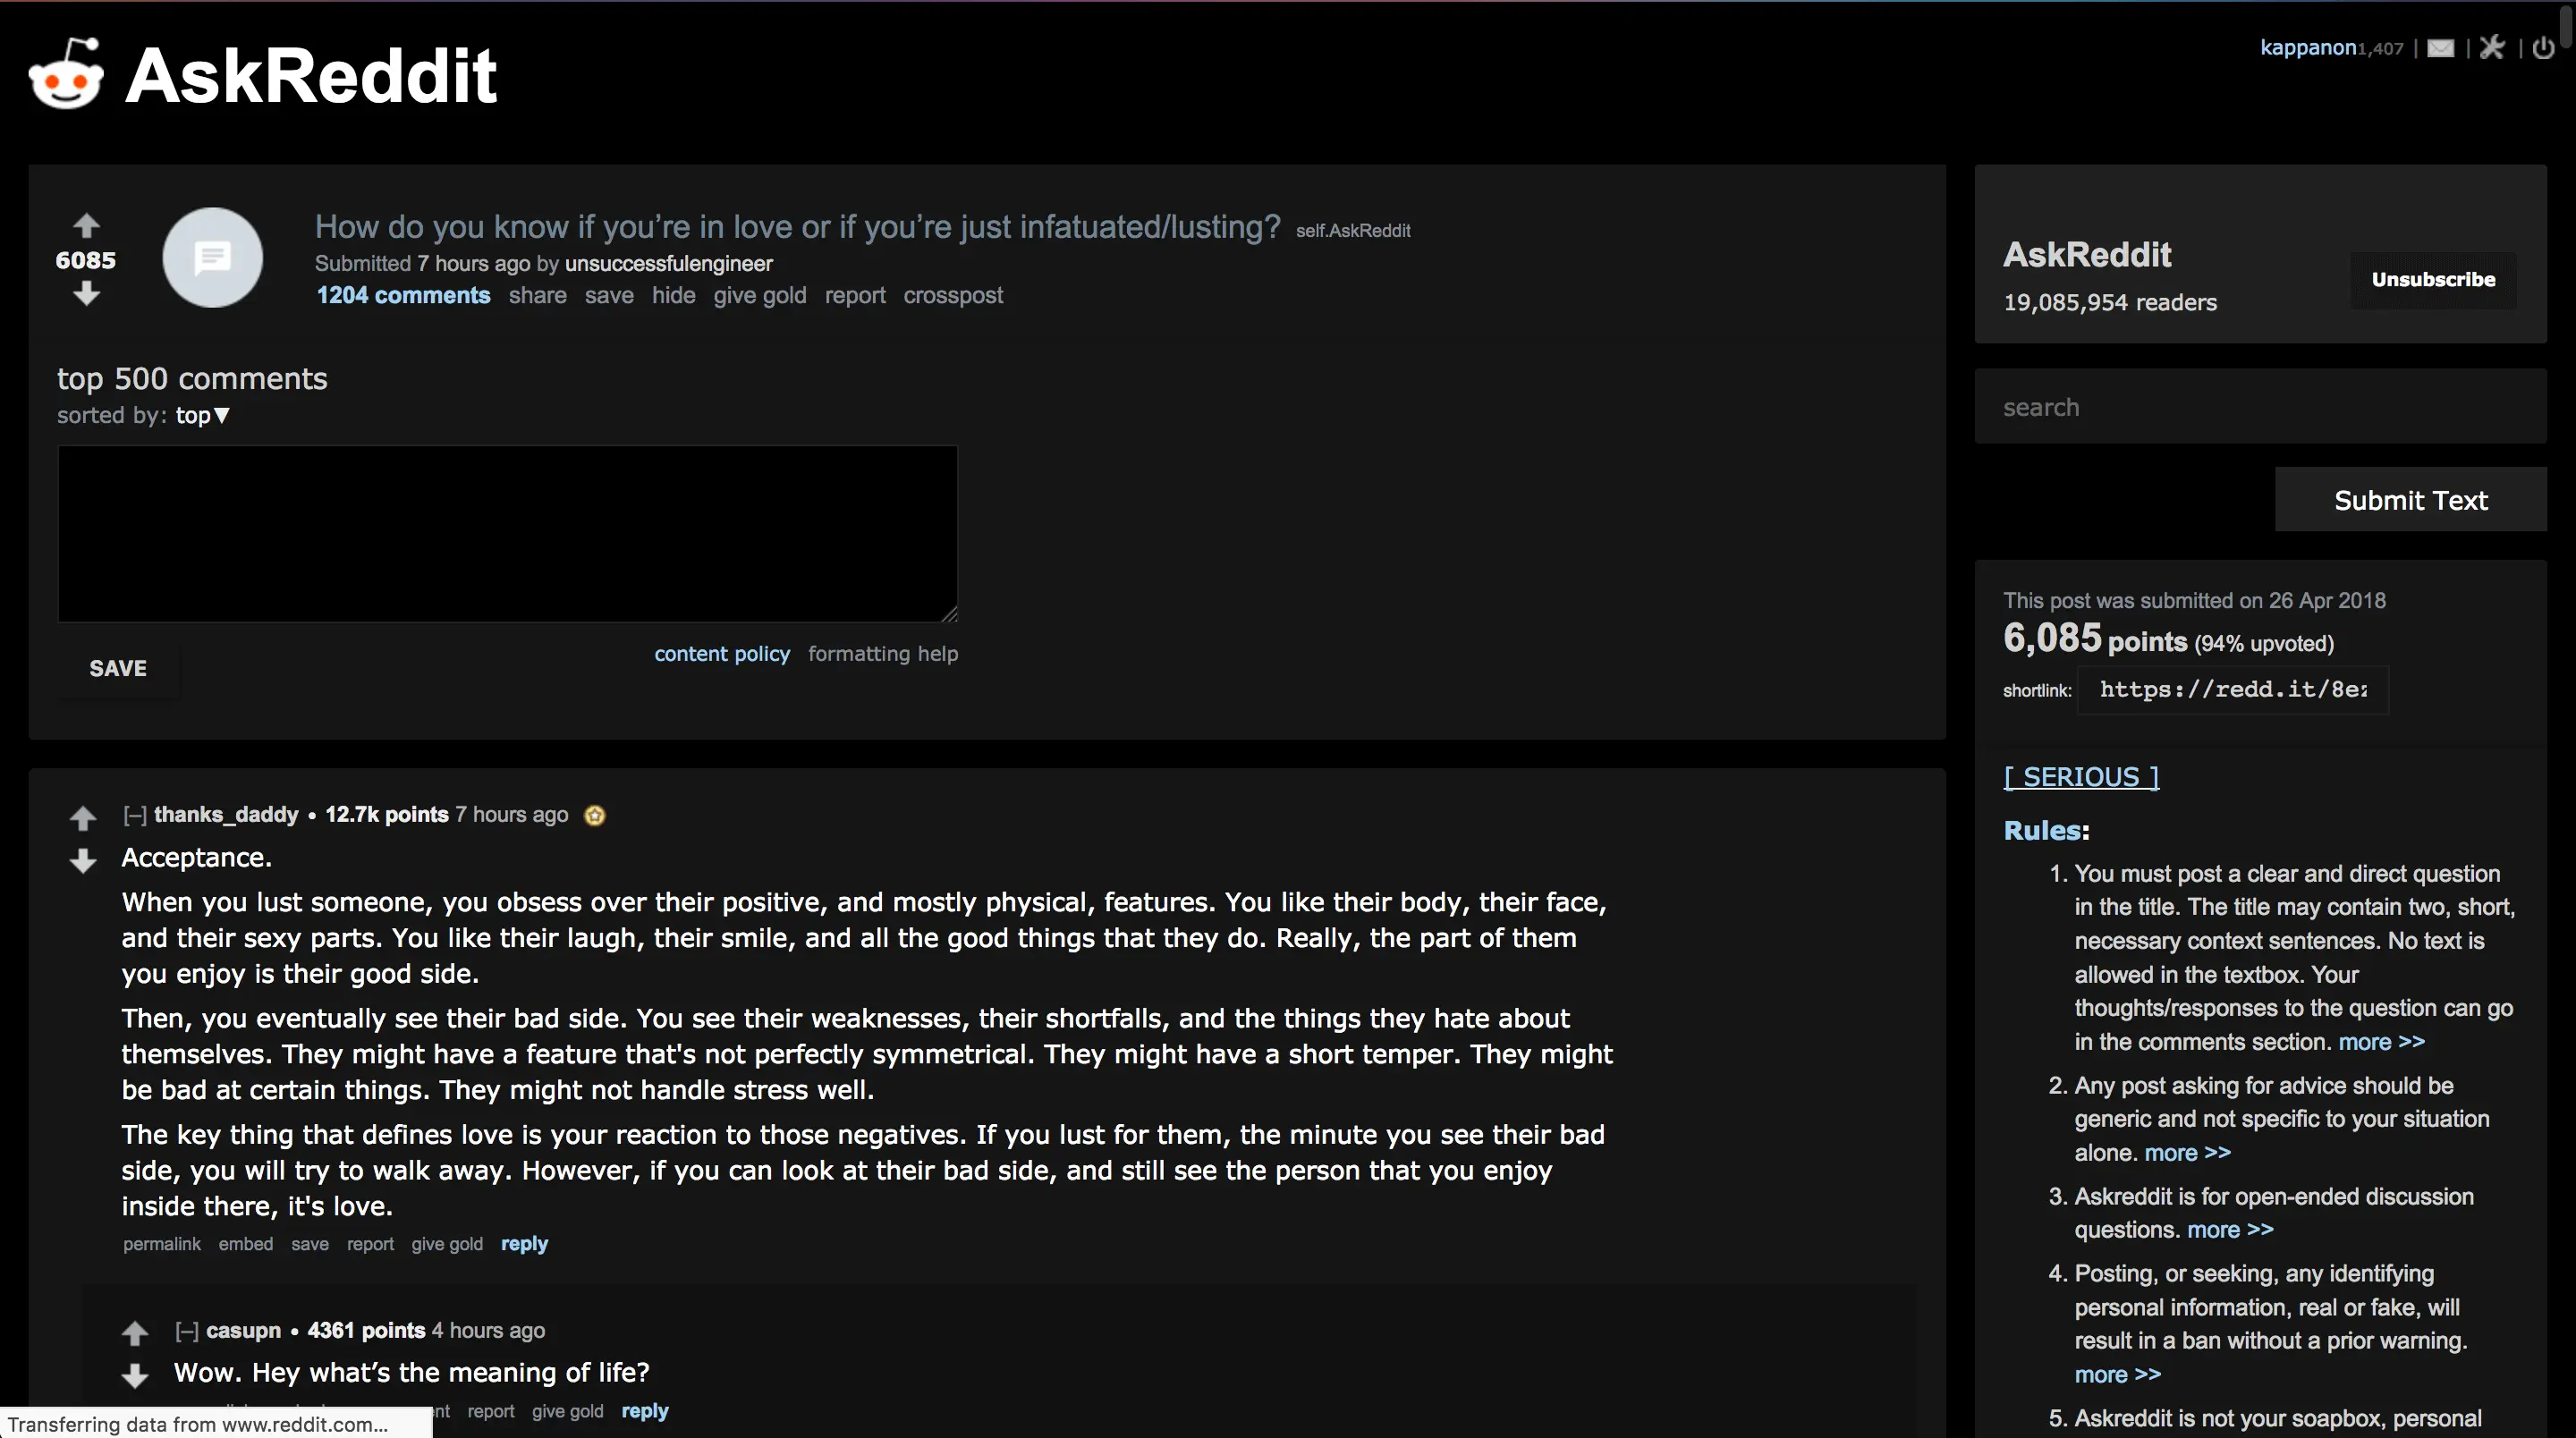 AskReddit
kappanon1,407 | | |
6085
How do you know if you’re in love or if you’re just infatuated/lusting? self.AskReddit
Submitted 7 hours ago by unsuccessfulengineer
1204 comments share save hide give gold report crosspost
top 500 comments
sorted by: top▼
SAVE
content policy formatting help
[–] thanks_daddy • 12.7k points 7 hours ago
Acceptance.
When you lust someone, you obsess over their positive, and mostly physical, features. You like their body, their face,
and their sexy parts. You like their laugh, their smile, and all the good things that they do. Really, the part of them
you enjoy is their good side.
Then, you eventually see their bad side. You see their weaknesses, their shortfalls, and the things they hate about
themselves. They might have a feature that's not perfectly symmetrical. They might have a short temper. They might
be bad at certain things. They might not handle stress well.
The key thing that defines love is your reaction to those negatives. If you lust for them, the minute you see their bad
side, you will try to walk away. However, if you can look at their bad side, and still see the person that you enjoy
inside there, it's love.
permalink embed save report give gold reply
[–] casupn • 4361 points 4 hours ago
Wow. Hey what’s the meaning of life?
report give gold reply
Transferring data from www.reddit.com...
AskReddit
19,085,954 readers
Unsubscribe
search
Submit Text
This post was submitted on 26 Apr 2018
6,085 points (94% upvoted)
shortlink: https://redd.it/8ez
[ SERIOUS ]
Rules:
1. You must post a clear and direct question
in the title. The title may contain two, short,
necessary context sentences. No text is
allowed in the textbox. Your
thoughts/responses to the question can go
in the comments section. more >>
2. Any post asking for advice should be
generic and not specific to your situation
alone. more >>
3. Askreddit is for open-ended discussion
questions. more >>
4. Posting, or seeking, any identifying
personal information, real or fake, will
result in a ban without a prior warning.
more >>
5. Askreddit is not your soapbox, personal